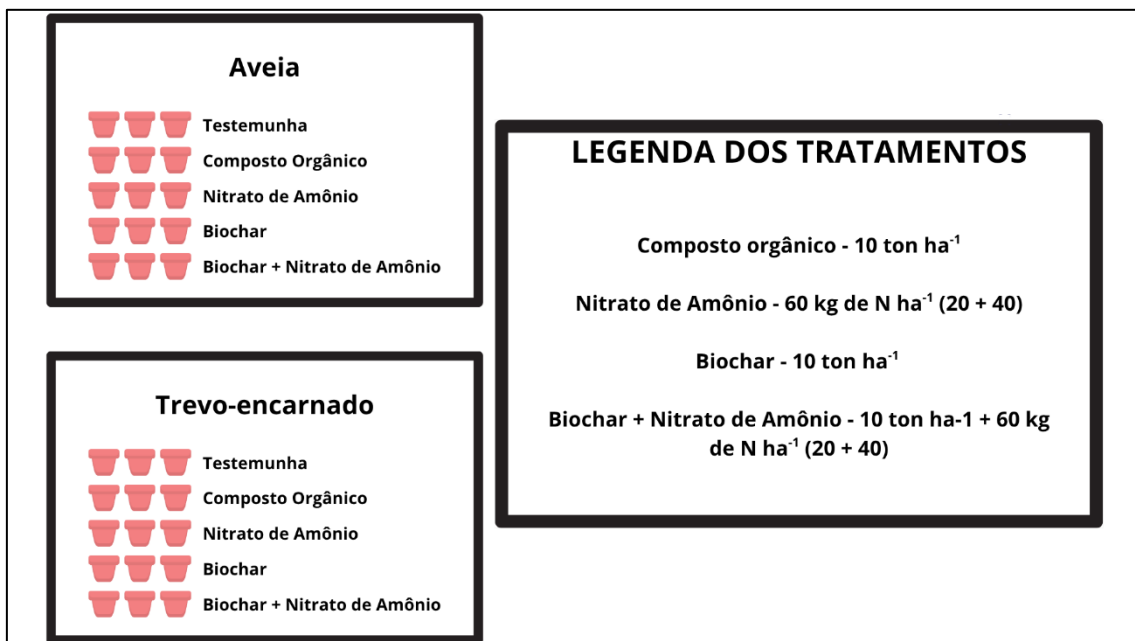 Aveia
Testemunha
Composto Orgânico
Nitrato de Amônio
Biochar
Biochar + Nitrato de Amônio
Trevo-encarnado
Testemunha
Composto Orgânico
Nitrato de Amônio
Biochar
Biochar + Nitrato de Amônio
LEGENDA DOS TRATAMENTOS
Composto orgânico - 10 ton ha⁻¹
Nitrato de Amônio - 60 kg de N ha⁻¹ (20 + 40)
Biochar - 10 ton ha⁻¹
Biochar + Nitrato de Amônio - 10 ton ha-1 + 60 kg
de N ha⁻¹ (20 + 40)